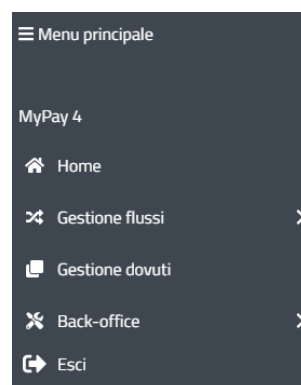 Menu principale
MyPay 4
Home
Gestione flussi
Gestione dovuti
Back-office
Esci